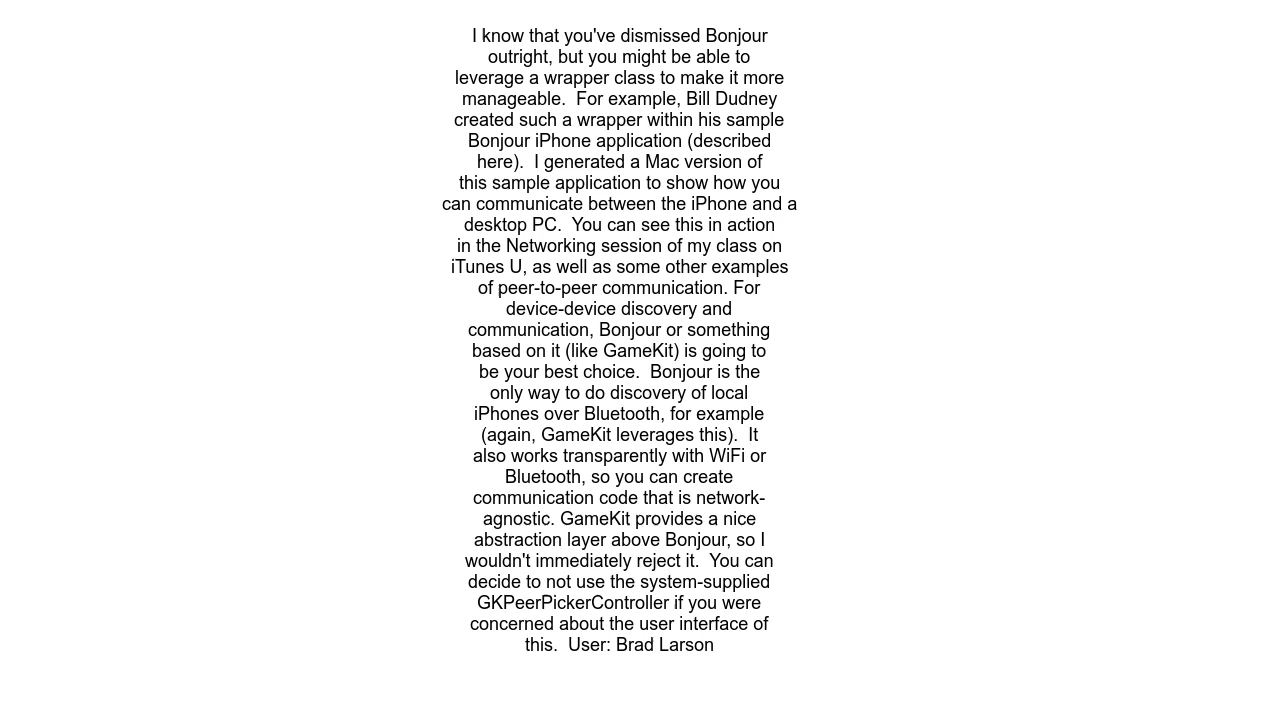 I know that you've dismissed Bonjour
outright, but you might be able to
leverage a wrapper class to make it more
manageable.  For example, Bill Dudney
created such a wrapper within his sample
Bonjour iPhone application (described
here).  I generated a Mac version of
this sample application to show how you
can communicate between the iPhone and a
desktop PC.  You can see this in action
in the Networking session of my class on
iTunes U, as well as some other examples
of peer-to-peer communication. For
device-device discovery and
communication, Bonjour or something
based on it (like GameKit) is going to
be your best choice.  Bonjour is the
only way to do discovery of local
iPhones over Bluetooth, for example
(again, GameKit leverages this).  It
also works transparently with WiFi or
Bluetooth, so you can create
communication code that is network-
agnostic. GameKit provides a nice
abstraction layer above Bonjour, so I
wouldn't immediately reject it.  You can
decide to not use the system-supplied
GKPeerPickerController if you were
concerned about the user interface of
this.  User: Brad Larson